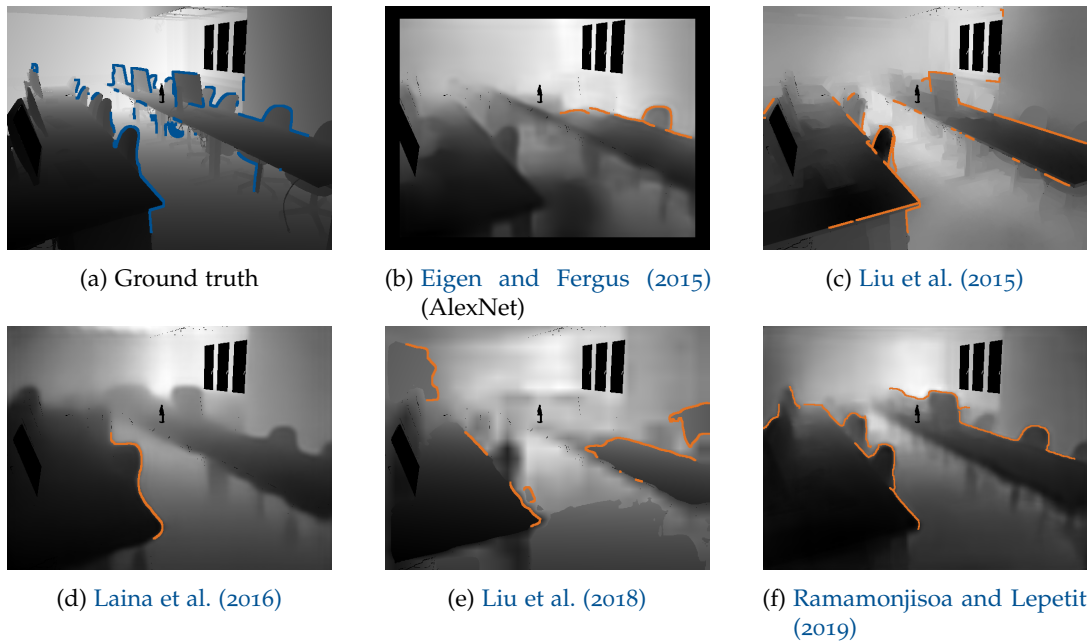 (a) Ground truth
(b) Eigen and Fergus (2015)
(AlexNet)
(c) Liu et al. (2015)
(d) Laina et al. (2016)
(e) Liu et al. (2018)
(f) Ramamonjisoa and Lepetit
(2019)